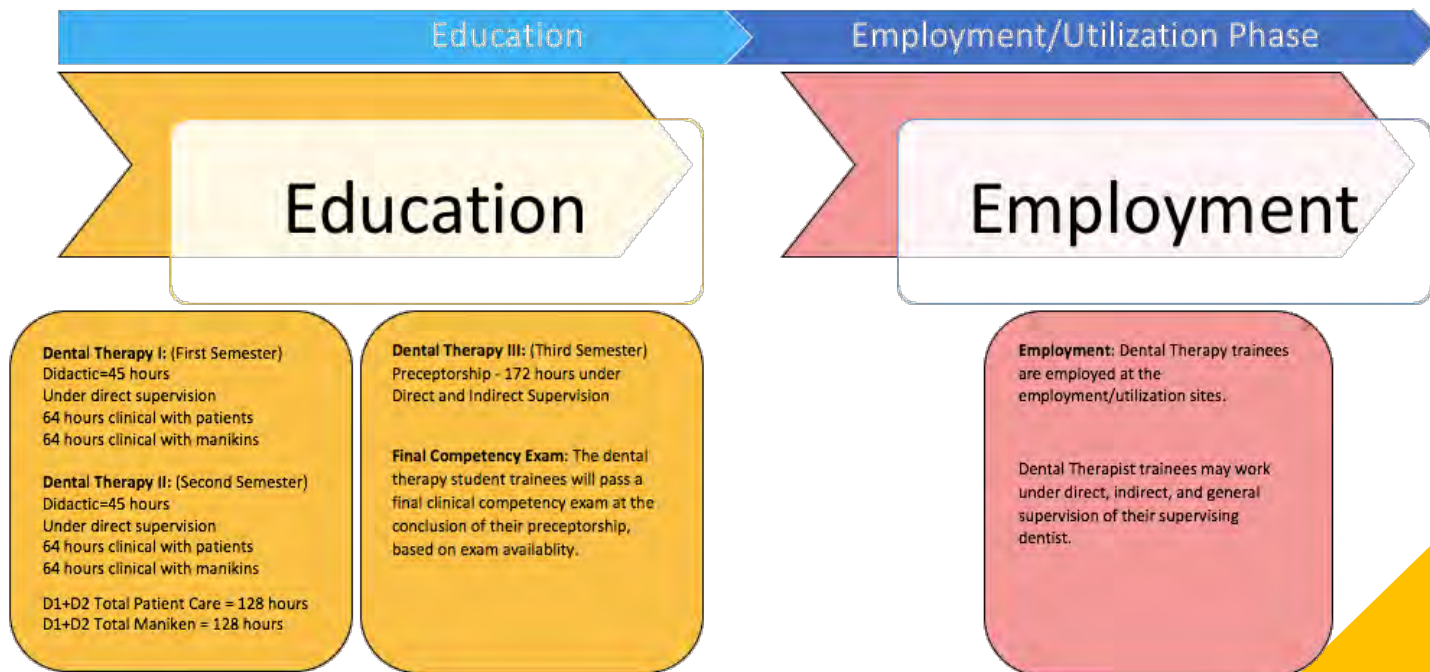 Education
Employment/Utilization Phase
Education
Employment
Dental Therapy I: (First Semester)
Didactic=45 hours
Under direct supervision
64 hours clinical with patients
64 hours clinical with manikins
Dental Therapy II: (Second Semester)
Didactic=45 hours
Under direct supervision
64 hours clinical with patients
64 hours clinical with manikins
D1+D2 Total Patient Care = 128 hours
D1+D2 Total Maniken = 128 hours
Dental Therapy III: (Third Semester)
Preceptorship - 172 hours under
Direct and Indirect Supervision
Final Competency Exam: The dental
therapy student trainees will pass a
final clinical competency exam at the
conclusion of their preceptorship,
based on exam availablity.
Employment: Dental Therapy trainees
are employed at the
employment/utilization sites.
Dental Therapist trainees may work
under direct, indirect, and general
supervision of their supervising
dentist.